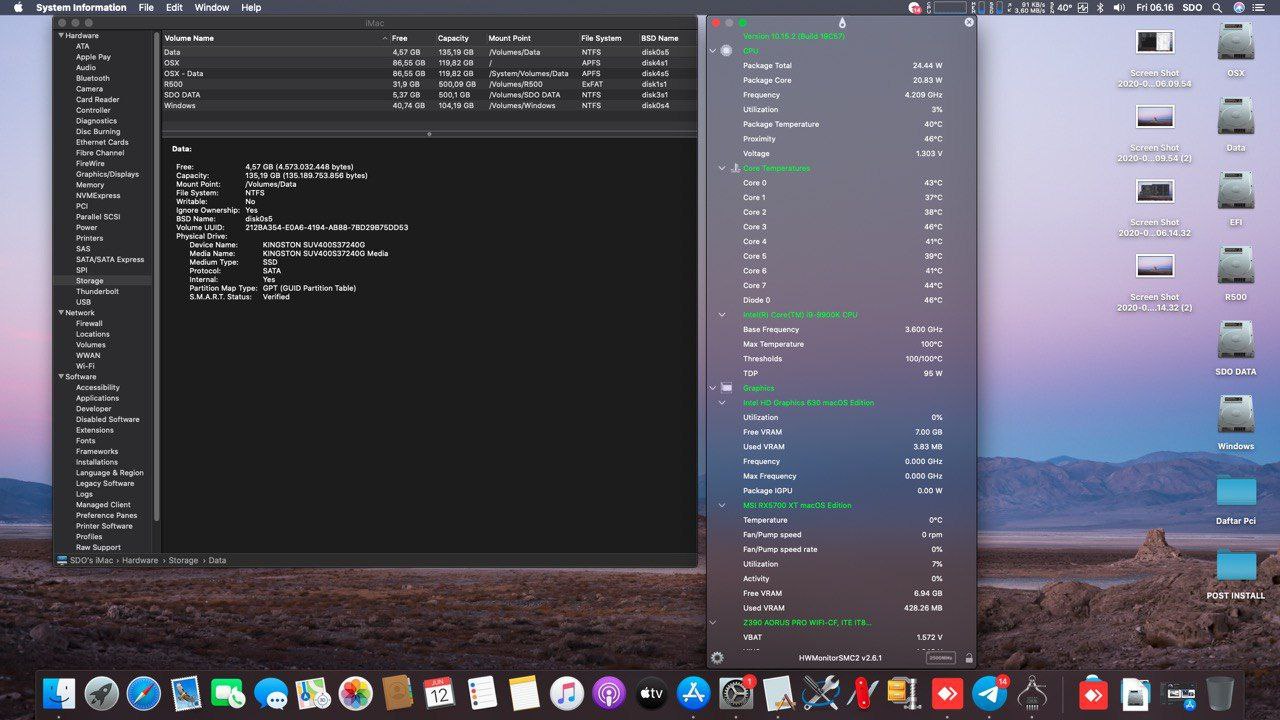 System Information File Edit Window Help
91 KB/s
3,60 MB/s
40° Fri 06.16 SDO
iMac
Hardware
ATA
Apple Pay
Audio
Bluetooth
Camera
Card Reader
Controller
Diagnostics
Disc Burning
Ethernet Cards
Fibre Channel
FireWire
Graphics/Displays
Memory
NVMExpress
PCI
Parallel SCSI
Power
Printers
SAS
SATA/SATA Express
SPI
Storage
Thunderbolt
USB
Network
Firewall
Locations
Volumes
WWAN
Wi-Fi
Software
Accessibility
Applications
Developer
Disabled Software
Extensions
Fonts
Frameworks
Installations
Language & Region
Legacy Software
Logs
Managed Client
Preference Panes
Printer Software
Profiles
Raw Support
Volume Name Free Capacity Mount Point File System BSD Name
Data 4,57 GB 135,19 GB /Volumes/Data NTFS disk0s5
OSX 86,55 GB 119,82 GB / APFS disk4s1
OSX - Data 86,55 GB 119,82 GB /System/Volumes/Data APFS disk4s1
R500 31,9 GB 500,09 GB /Volumes/R500 ExFAT disk1s1
SDO DATA 5,37 GB 500,1 GB /Volumes/SDO DATA NTFS disk3s1
Windows 40,74 GB 104,19 GB /Volumes/Windows NTFS disk0s4
Data:
Free: 4,57 GB (4.573.032.448 bytes)
Capacity: 135,19 GB (135.189.753.856 bytes)
Mount Point: /Volumes/Data
File System: NTFS
Writable: No
Ignore Ownership: Yes
BSD Name: disk0s5
Volume UUID: 212BA354-E0A6-4194-AB88-7BD29B75DD53
Physical Drive:
Device Name: KINGSTON SUV400S37240G
Media Name: KINGSTON SUV400S37240G Media
Medium Type: SSD
Protocol: SATA
Internal: Yes
Partition Map Type: GPT (GUID Partition Table)
S.M.A.R.T. Status: Verified
SDO's iMac › Hardware › Storage › Data
Version 10.15.2 (Build 19C57)
CPU
Package Total 24.44 W
Package Core 20.83 W
Frequency 4.209 GHz
Utilization 3%
Package Temperature 40°C
Proximity 46°C
Voltage 1.303 V
Core Temperatures
Core 0 43°C
Core 1 37°C
Core 2 38°C
Core 3 46°C
Core 4 41°C
Core 5 39°C
Core 6 41°C
Core 7 44°C
Diode 0 46°C
Intel(R) Core(TM) i9-9900K CPU
Base Frequency 3.600 GHz
Max Temperature 100°C
Thresholds 100/100°C
TDP 95 W
Graphics
Intel HD Graphics 630 macOS Edition
Utilization 0%
Free VRAM 7.00 GB
Used VRAM 3.83 MB
Frequency 0.000 GHz
Max Frequency 0.000 GHz
Package IGPU 0.00 W
MSI RX5700 XT macOS Edition
Temperature 0°C
Fan/Pump speed 0 rpm
Fan/Pump speed rate 0%
Utilization 7%
Activity 0%
Free VRAM 6.94 GB
Used VRAM 428.26 MB
Z390 AORUS PRO WIFI-CF, ITE IT8...
VBAT 1.572 V
HWMonitorSMC2 v2.6.1
Screen Shot
2020-0...06.09.54
OSX
Screen Shot
2020-0...09.54 (2)
Data
Screen Shot
2020-0...06.14.32
EFI
Screen Shot
2020-0....14.32 (2)
R500
SDO DATA
Windows
Daftar Pci
POST INSTALL
JUN
12
tv
1
14